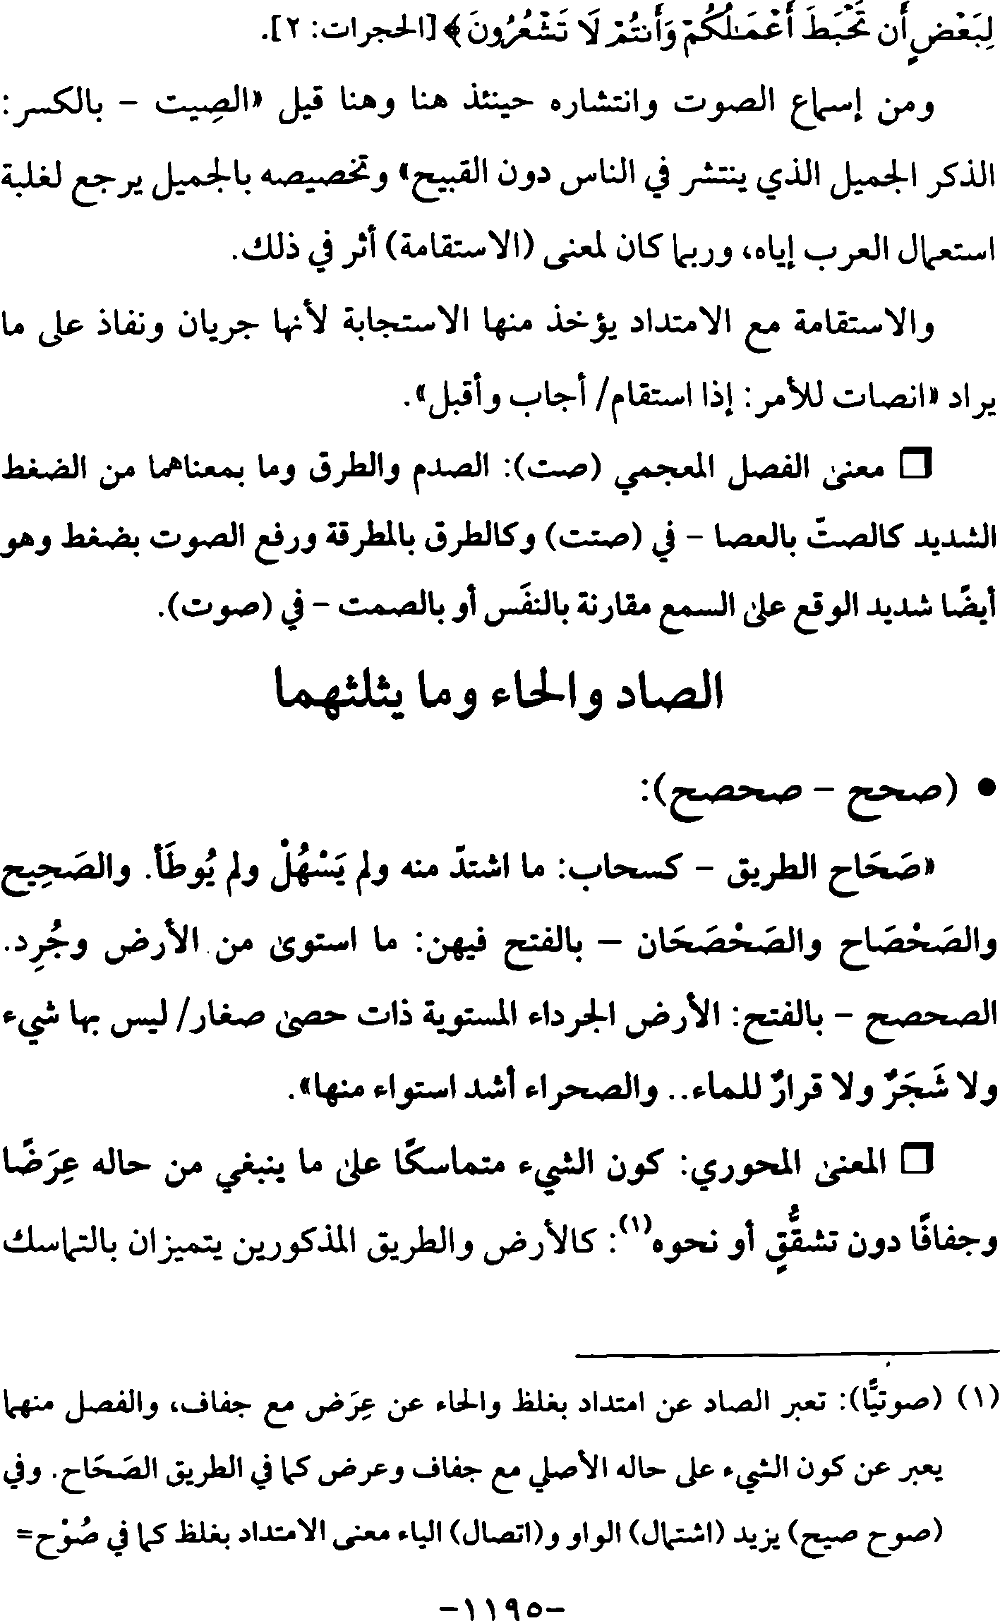 لِبَعْضٍ أَن تَحْبَطَ أَعْمَـٰلُكُمْ وَأَنتُمْ لَا تَشْعُرُونَ﴾ [الحجرات: ٢].
ومن إسماع الصوت وانتشاره حينئذ هنا وهنا قيل «الصِيت – بالكسر:
الذكر الجميل الذي ينتشر في الناس دون القبيح» وتخصيصه بالجميل يرجع لغلبة
استعمال العرب إياه، وربما كان لمعنى (الاستقامة) أثر في ذلك.
والاستقامة مع الامتداد يؤخذ منها الاستجابة لأنها جريان ونفاذ على ما
يراد «انصات للأمر: إذا استقام/ أجاب وأقبل».
❒ معنى الفصل المعجمي (صت): الصدم والطرق وما بمعناهما من الضغط
الشديد كالصتّ بالعصا – في (صتت) وكالطرق بالمطرقة ورفع الصوت بضغط وهو
أيضًا شديد الوقع على السمع مقارنة بالنفَس أو بالصمت – في (صوت).
الصاد والحاء وما يثلثهما
• (صحح – صحصح):
«صَحَاح الطريق – كسحاب: ما اشتدّ منه ولم يَسْهُلْ ولم يُوطَأ. والصَحِيح
والصَحْصَاح والصَحْصَحَان – بالفتح فيهن: ما استوى من الأرض وجُرِد.
الصحصح – بالفتح: الأرض الجرداء المستوية ذات حصى صغار/ ليس بها شيء
ولا شَجَرٌ ولا قرارٌ للماء.. والصحراء أشد استواء منها».
❒ المعنى المحوري: كون الشيء متماسكًا على ما ينبغي من حاله عِرَضًا
وجفافًا دون تشقُّقٍ أو نحوه(١): كالأرض والطريق المذكورين يتميزان بالتماسك
(١) (صوتيًّا): تعبر الصاد عن امتداد بغلظ والحاء عن عِرَض مع جفاف، والفصل منهما
يعبر عن كون الشيء على حاله الأصلي مع جفاف وعرض كما في الطريق الصَحَاح. وفي
(صوح صيح) يزيد (اشتمال) الواو و(اتصال) الياء معنى الامتداد بغلظ كما في صُوْح=
–١١٩٥–